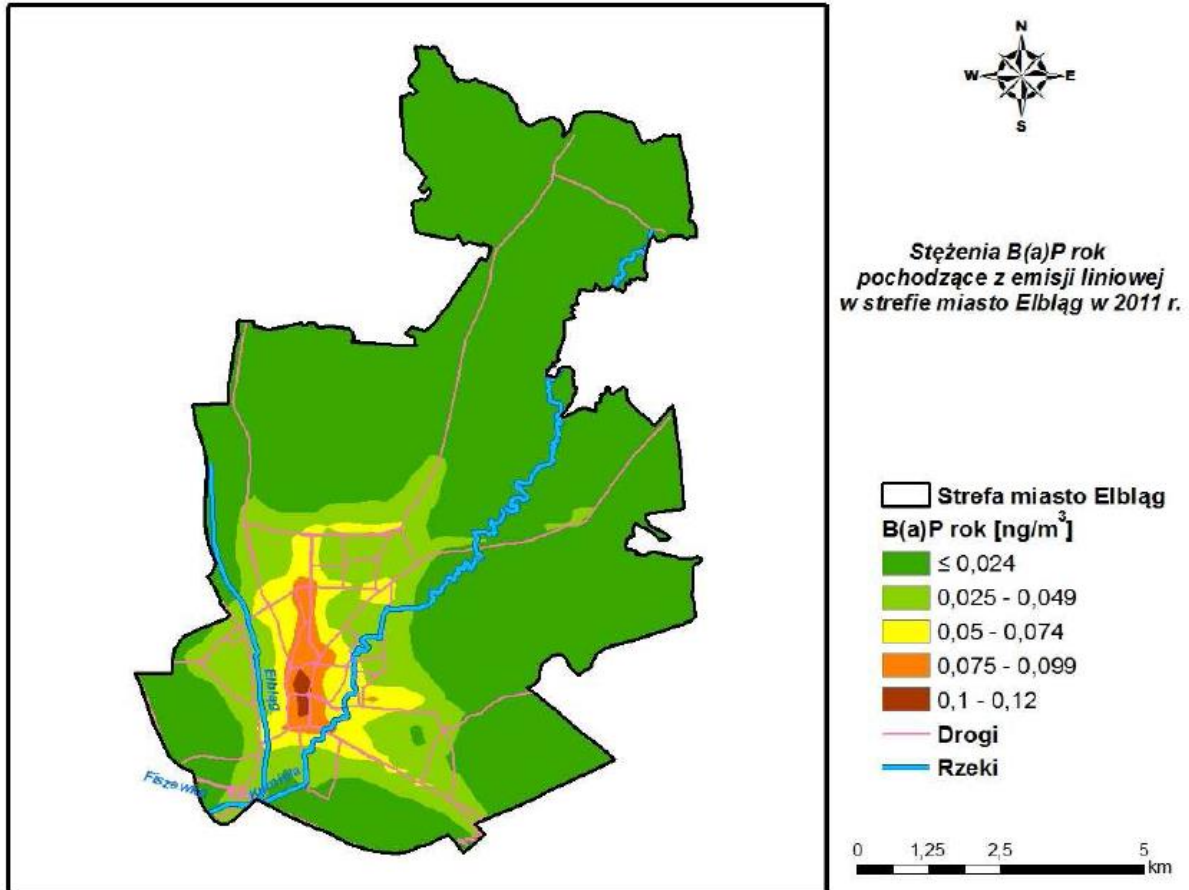 N
W E
S
Stężenia B(a)P rok
pochodzące z emisji liniowej
w strefie miasto Elbląg w 2011 r.
Strefa miasto Elbląg
B(a)P rok [ng/m³]
≤ 0,024
0,025 - 0,049
0,05 - 0,074
0,075 - 0,099
0,1 - 0,12
Drogi
Rzeki
0 1,25 2,5 5
km
Elbląg